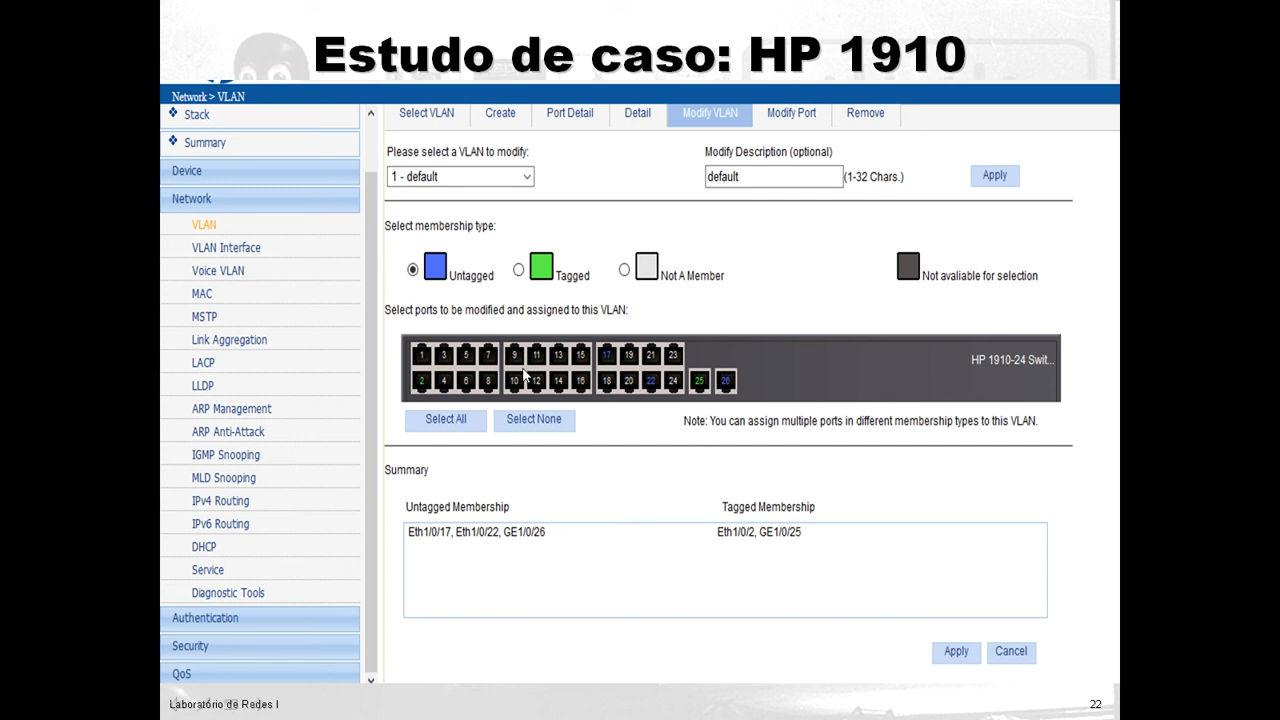 Estudo de caso: HP 1910
Network > VLAN
Stack
Summary
Device
Network
VLAN
VLAN Interface
Voice VLAN
MAC
MSTP
Link Aggregation
LACP
LLDP
ARP Management
ARP Anti-Attack
IGMP Snooping
MLD Snooping
IPv4 Routing
IPv6 Routing
DHCP
Service
Diagnostic Tools
Authentication
Security
QoS
Select VLAN Create Port Detail Detail Modify VLAN Modify Port Remove
Please select a VLAN to modify: Modify Description (optional)
1 - default default (1-32 Chars.) Apply
Select membership type:
Untagged Tagged Not A Member Not avaliable for selection
Select ports to be modified and assigned to this VLAN:
1 3 5 7 9 11 13 15 17 19 21 23 HP 1910-24 Swit...
2 4 6 8 10 12 14 16 18 20 22 24 25 26
Select All Select None Note: You can assign multiple ports in different membership types to this VLAN.
Summary
Untagged Membership Tagged Membership
Eth1/0/17, Eth1/0/22, GE1/0/26 Eth1/0/2, GE1/0/25
Apply Cancel
Laboratório de Redes I 22